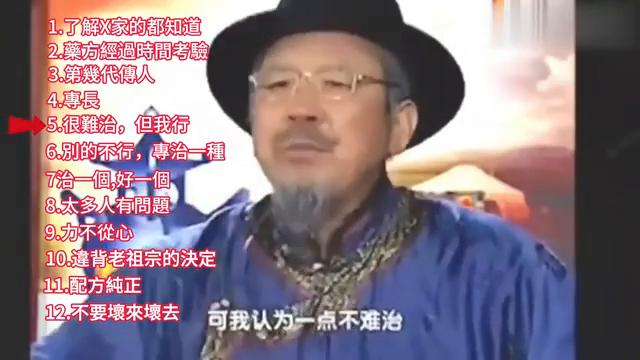 1.了解X家的都知道
2.藥方經過時間考驗
3.第幾代傳人
4.專長
5.很難治，但我行
6.別的不行，專治一種
7治一個,好一個
8.太多人有問題
9.力不從心
10.違背老祖宗的決定
11.配方純正
12.不要壞來壞去
可我认为一点不难治